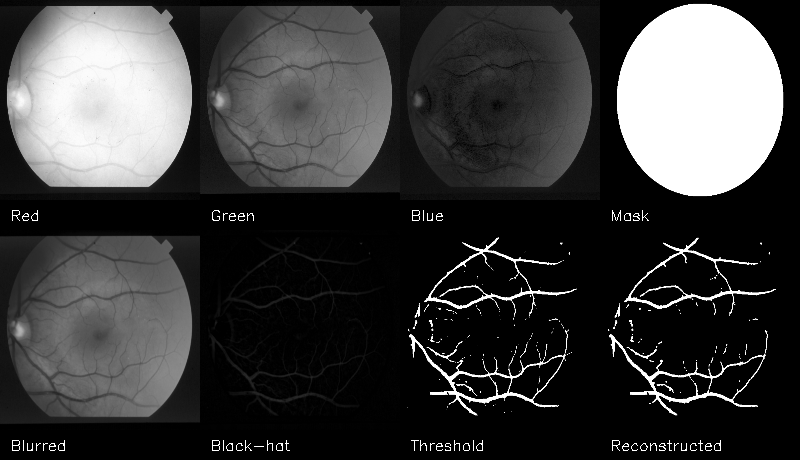 Red
Green
Blue
Mask
Blurred
Black-hat
Threshold
Reconstructed